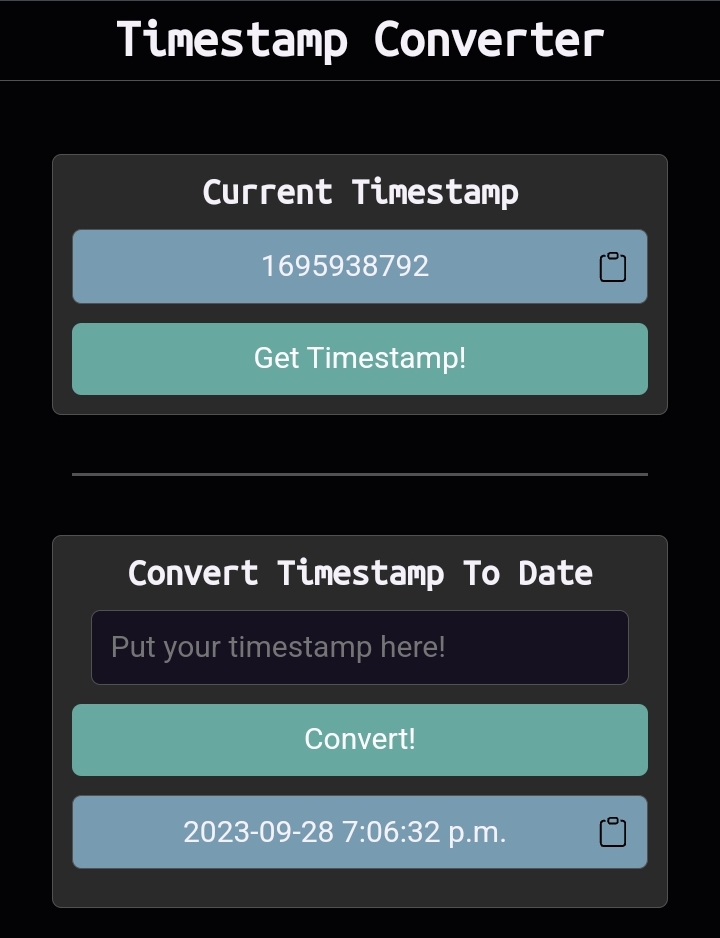 Timestamp Converter
Current Timestamp
1695938792
Get Timestamp!
Convert Timestamp To Date
Put your timestamp here!
Convert!
2023-09-28 7:06:32 p.m.